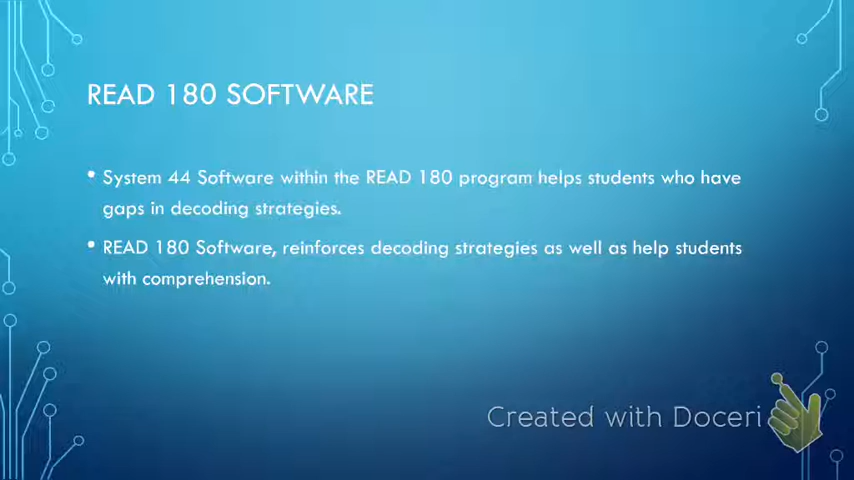 READ 180 SOFTWARE
• System 44 Software within the READ 180 program helps students who have
gaps in decoding strategies.
• READ 180 Software, reinforces decoding strategies as well as help students
with comprehension.
Created with Doceri